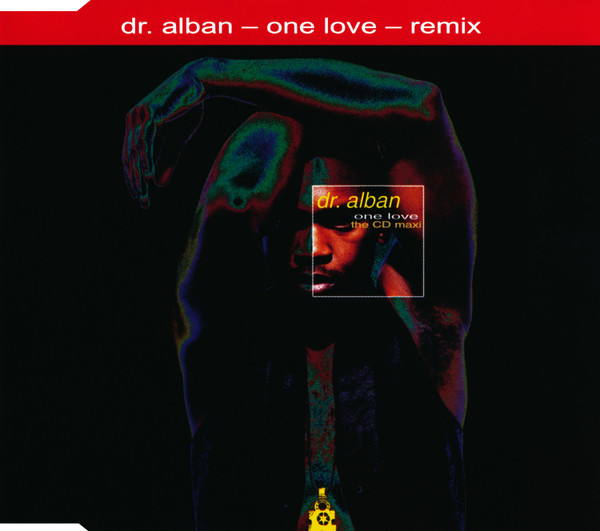 dr. alban – one love – remix
dr. alban
one love
the CD maxi